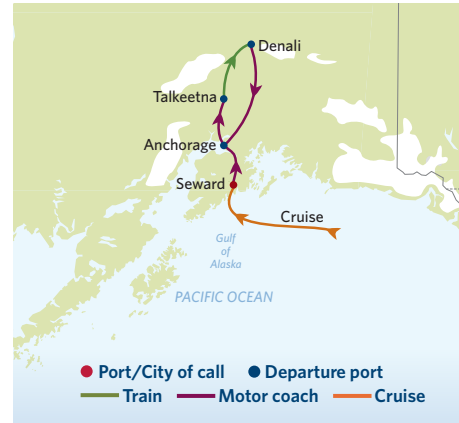 Denali
Talkeetna
Anchorage
Seward
Cruise
Gulf
of
Alaska
PACIFIC OCEAN
Port/City of call Departure port
Train Motor coach Cruise